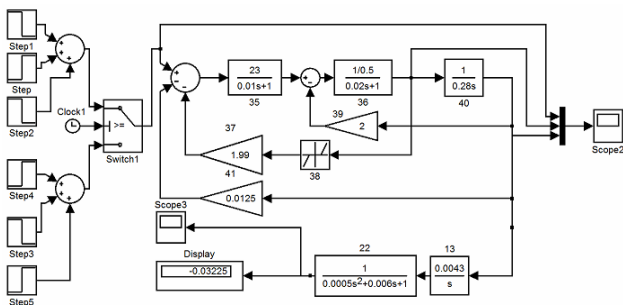 Step1
Step
Step2
Clock1
>=
Switch1
Step4
Step3
Step5
23
0.01s+1
35
1/0.5
0.02s+1
36
1
0.28s
40
39
2
37
1.99
38
41
0.0125
Scope3
Scope2
Display
-0.03225
22
1
0.0005s²+0.006s+1
13
0.0043
s